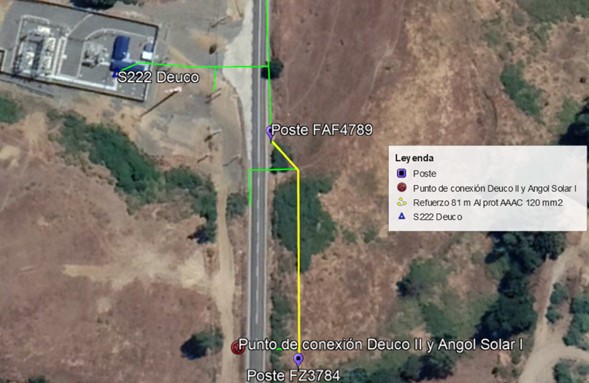 S222 Deuco
Poste FAF4789
Leyenda
Poste
Punto de conexión Deuco II y Angol Solar I
Refuerzo 81 m Al prot AAAC 120 mm2
S222 Deuco
Punto de conexión Deuco II y Angol Solar I
Poste FZ3784